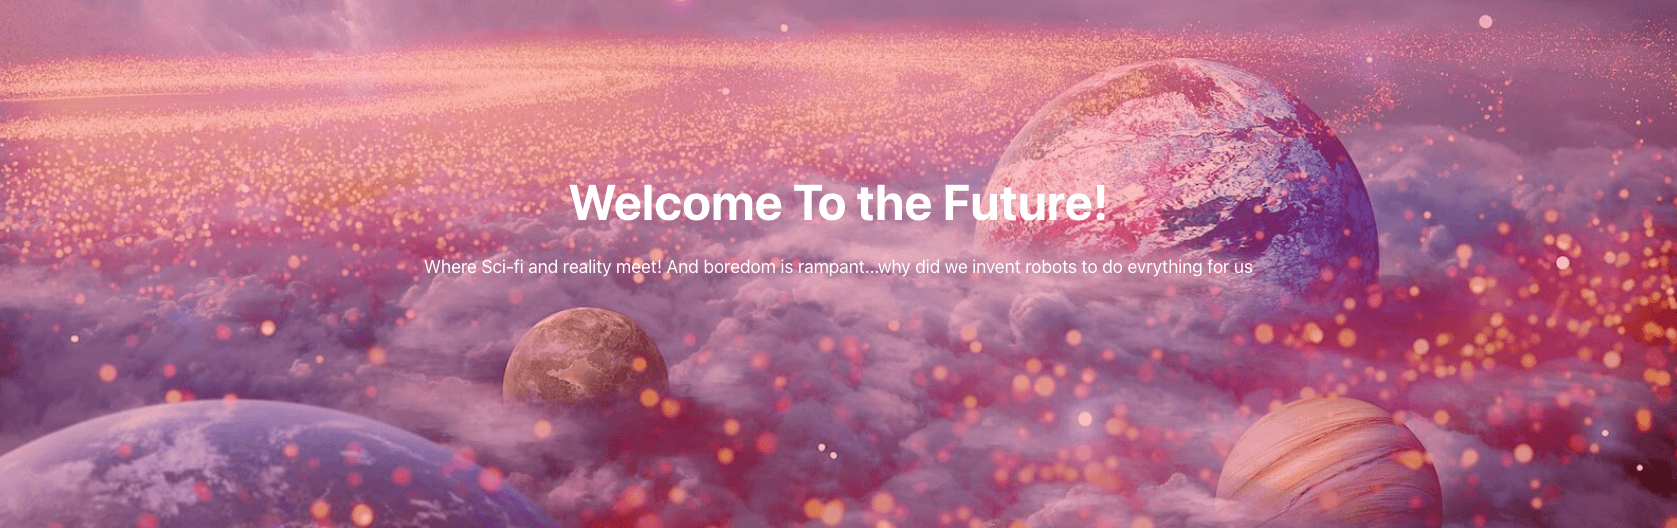 Welcome To the Future!
Where Sci-fi and reality meet! And boredom is rampant...why did we invent robots to do evrything for us